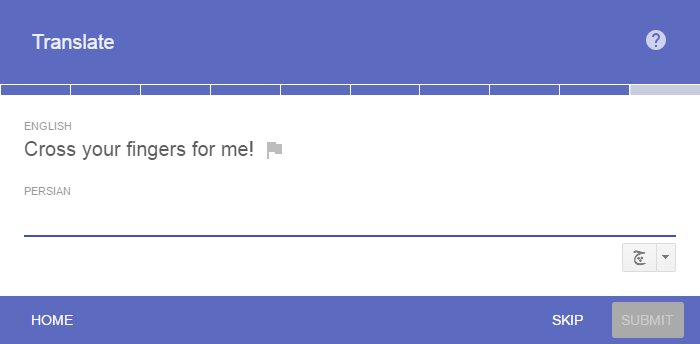 Translate
ENGLISH
Cross your fingers for me!
PERSIAN
چ
HOME SKIP SUBMIT